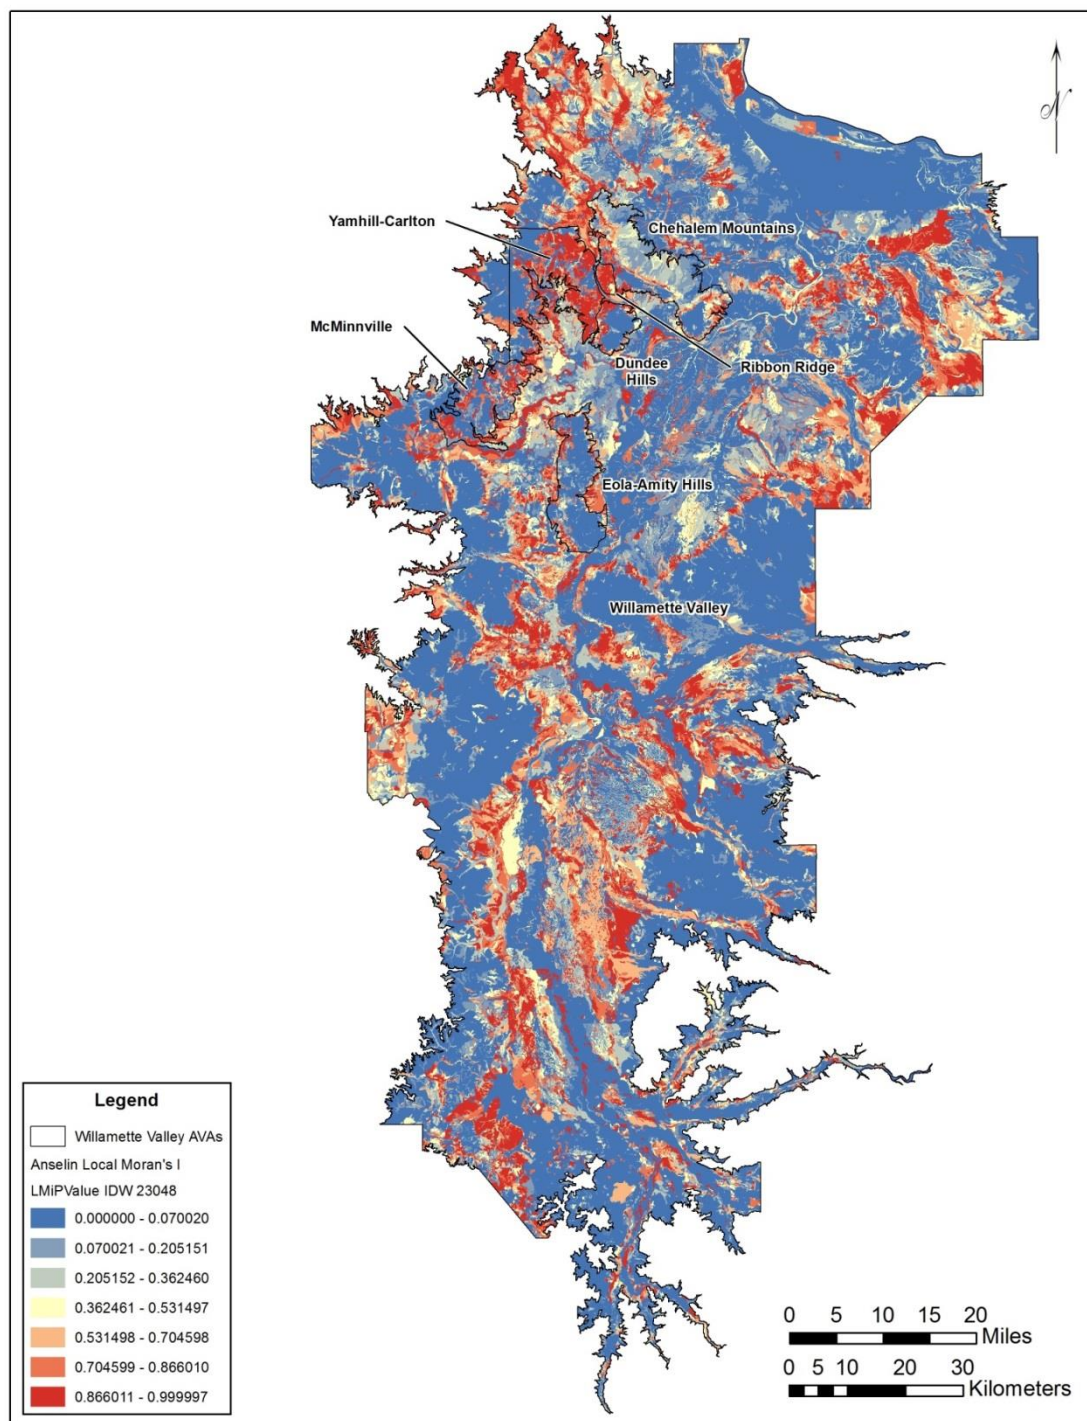 N
Yamhill-Carlton
Chehalem Mountains
McMinnville
Dundee
Hills
Ribbon Ridge
Eola-Amity Hills
Willamette Valley
Legend
Willamette Valley AVAs
Anselin Local Moran's I
LMiPValue IDW 23048
0.000000 - 0.070020
0.070021 - 0.205151
0.205152 - 0.362460
0.362461 - 0.531497
0.531498 - 0.704598
0.704599 - 0.866010
0.866011 - 0.999997
0 5 10 15 20
Miles
0 5 10 20 30
Kilometers